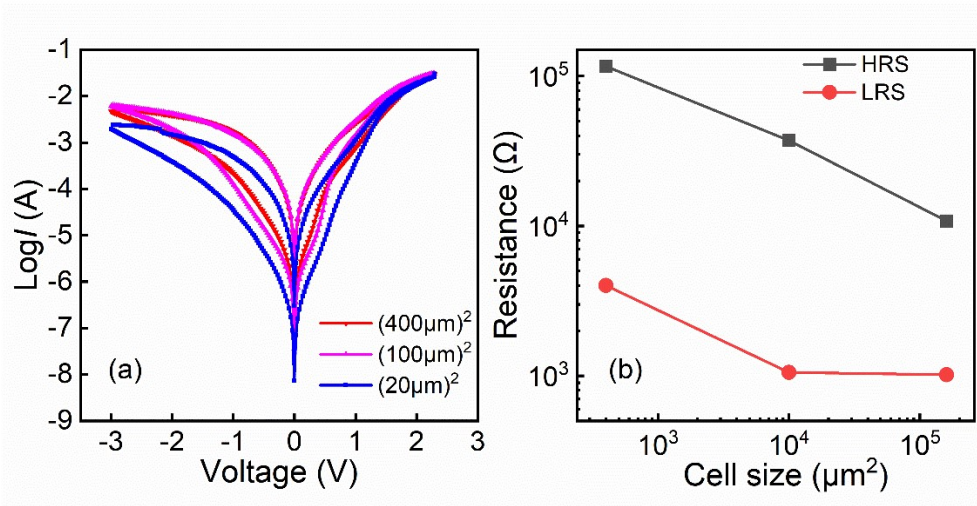 -1
-2
-3
-4
-5
-6
-7
-8
-9
LogI (A)
(400µm)²
(100µm)²
(20µm)²
(a)
-3 -2 -1 0 1 2 3
Voltage (V)
HRS
LRS
10⁵
10⁴
10³
Resistance (Ω)
(b)
10³ 10⁴ 10⁵
Cell size (µm²)